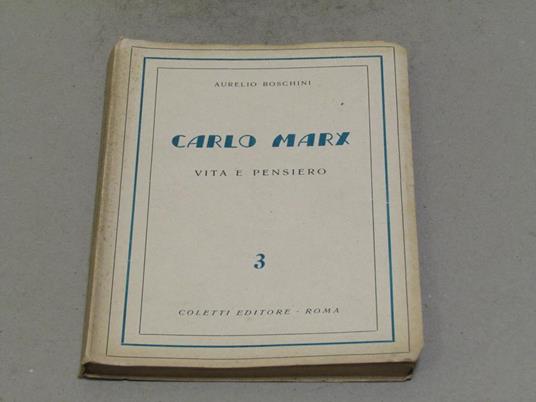 AURELIO BOSCHINI
CARLO MARX
VITA E PENSIERO
3
COLETTI EDITORE - ROMA